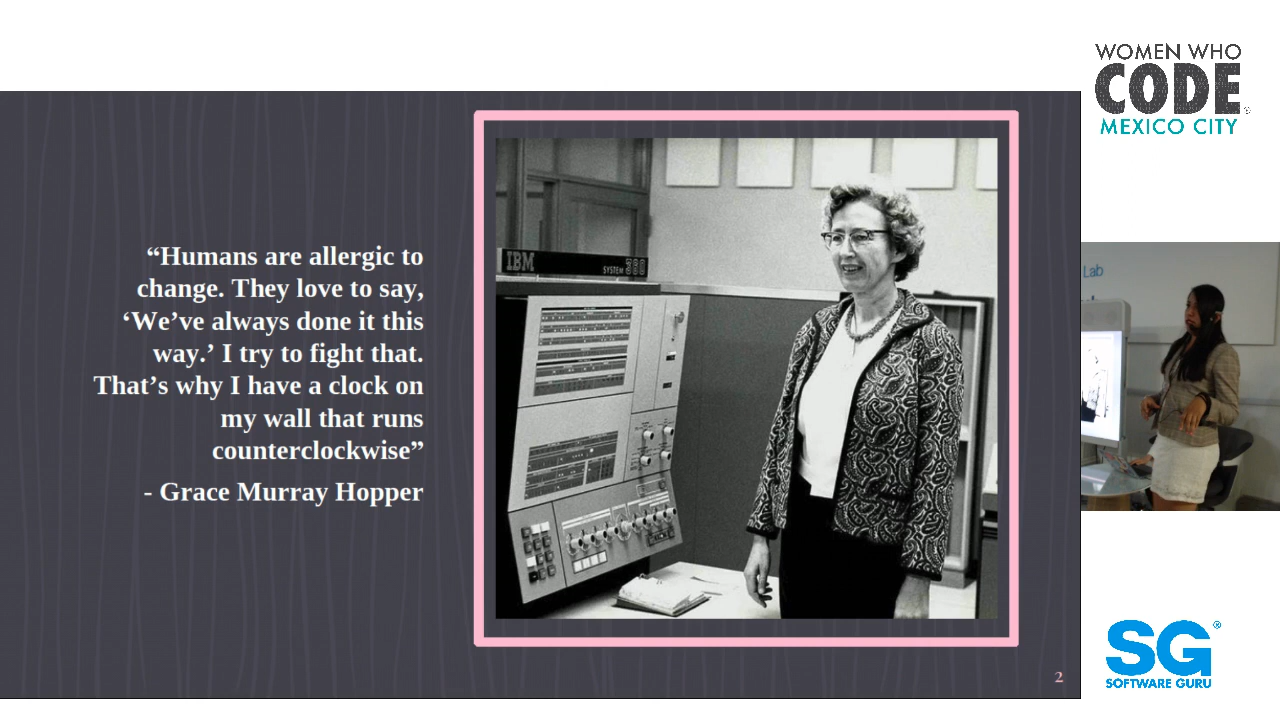 “Humans are allergic to
change. They love to say,
‘We’ve always done it this
way.’ I try to fight that.
That’s why I have a clock on
my wall that runs
counterclockwise”
- Grace Murray Hopper
IBM
SYSTEM
2
WOMEN WHO
CODE
MEXICO CITY
Lab
SG®
SOFTWARE GURU